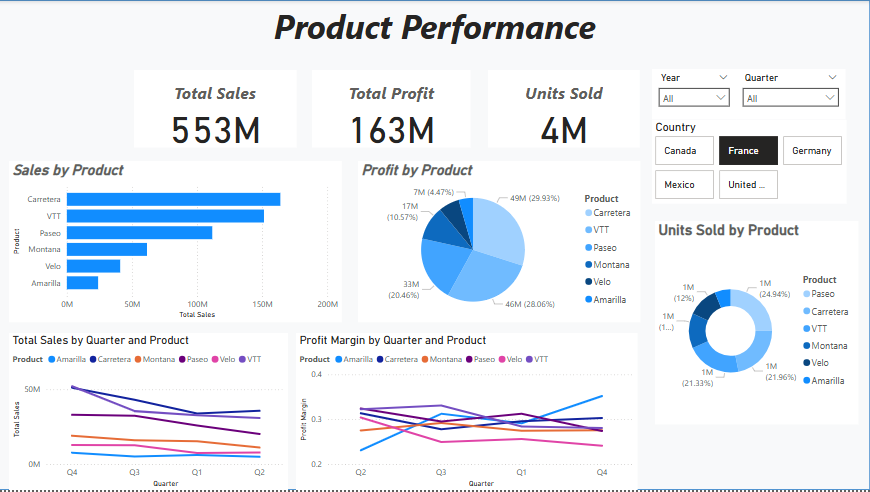 Product Performance
Total Sales
553M
Total Profit
163M
Units Sold
4M
Year
All
Quarter
All
Country
Canada
France
Germany
Mexico
United ...
Sales by Product
Product
Carretera
VTT
Paseo
Montana
Velo
Amarilla
0M 50M 100M 150M 200M
Total Sales
Profit by Product
7M (4.47%)
17M
(10.57%)
33M
(20.46%)
49M (29.93%)
46M (28.06%)
Product
Carretera
VTT
Paseo
Montana
Velo
Amarilla
Units Sold by Product
1M
(12%)
1M
(1...)
1M
(21.33%)
1M
(24.94%)
1M
(21.96%)
Product
Paseo
Carretera
VTT
Montana
Velo
Amarilla
Total Sales by Quarter and Product
Product Amarilla Carretera Montana Paseo Velo VTT
Total Sales
50M
0M
Q4 Q3 Q1 Q2
Quarter
Profit Margin by Quarter and Product
Product Amarilla Carretera Montana Paseo Velo VTT
Profit Margin
0.4
0.3
0.2
Q2 Q3 Q1 Q4
Quarter